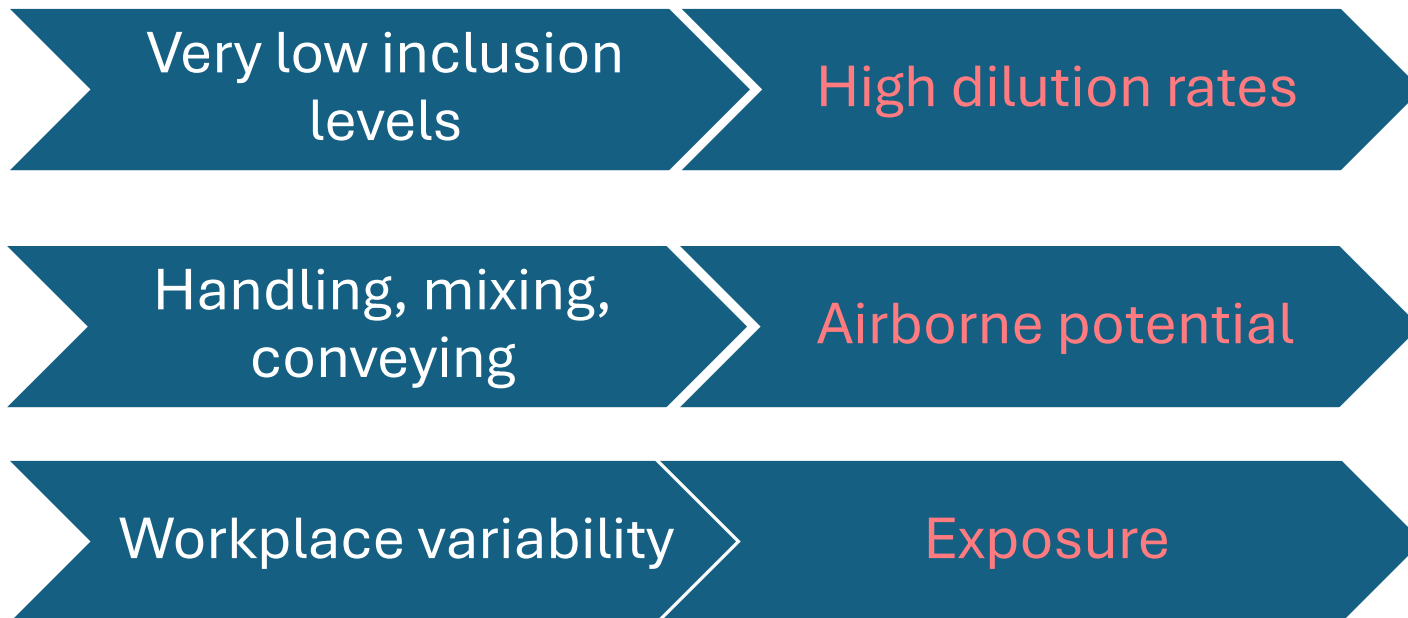 Very low inclusion
levels
High dilution rates
Handling, mixing,
conveying
Airborne potential
Workplace variability
Exposure